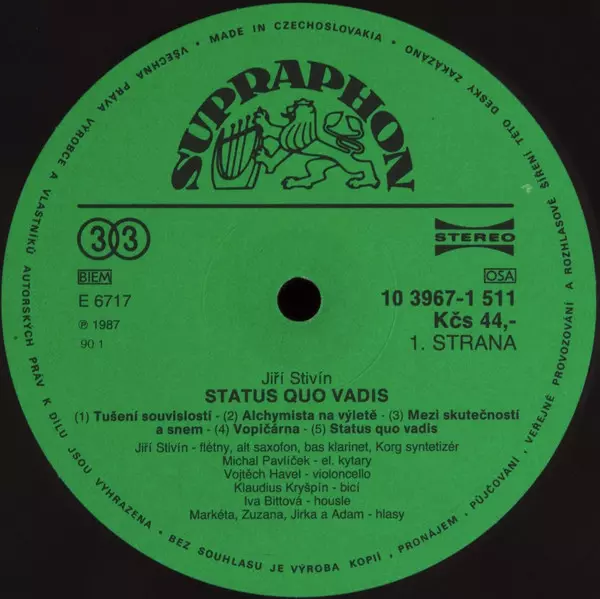 VŠECHNA PRÁVA VÝROBCE A VLASTNÍKŮ AUTORSKÝCH PRÁV K DÍLU JSOU VYHRAZENA • BEZ SOUHLASU JE VÝROBA KOPIÍ, PRONÁJEM, PŮJČOVÁNÍ, VEŘEJNÉ PROVOZOVÁNÍ A ROZHLASOVÉ ŠÍŘENÍ TÉTO DESKY ZAKÁZÁNO • MADE IN CZECHOSLOVAKIA •
SUPRAPHON
33
STEREO
BIEM
OSA
E 6717
10 3967-1 511
℗ 1987
Kčs 44,-
90 1
1. STRANA
Jiří Stivín
STATUS QUO VADIS
(1) Tušení souvislostí - (2) Alchymista na výletě - (3) Mezi skutečností
a snem - (4) Vopičárna - (5) Status quo vadis
Jiří Stivín - flétny, alt saxofon, bas klarinet, Korg syntetizér
Michal Pavlíček - el. kytary
Vojtěch Havel - violoncello
Klaudius Kryšpín - bicí
Iva Bittová - housle
Markéta, Zuzana, Jirka a Adam - hlasy